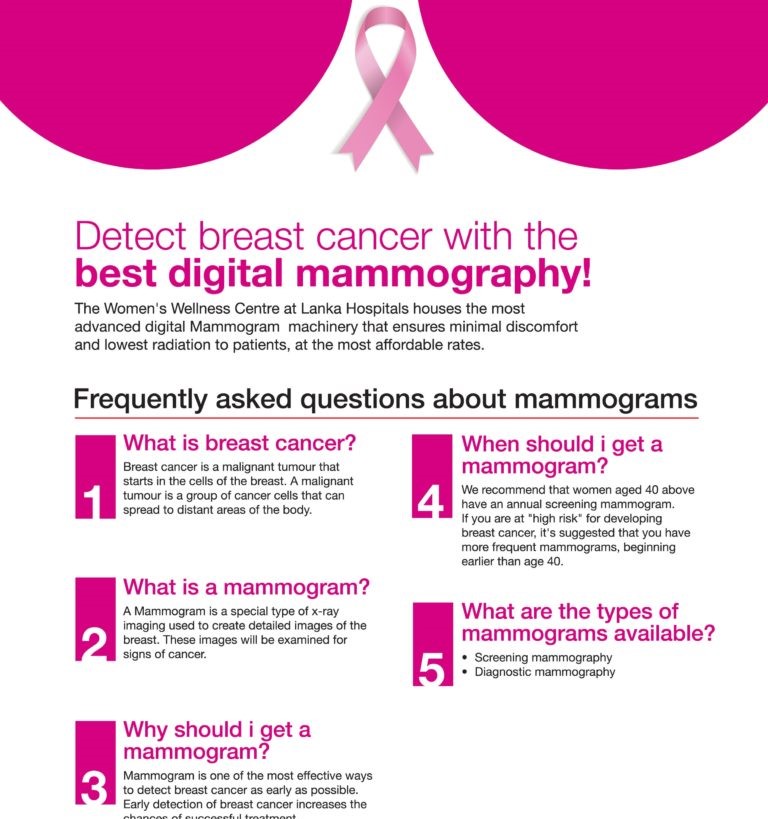 Detect breast cancer with the
best digital mammography!
The Women's Wellness Centre at Lanka Hospitals houses the most
advanced digital Mammogram machinery that ensures minimal discomfort
and lowest radiation to patients, at the most affordable rates.
Frequently asked questions about mammograms
1
What is breast cancer?
Breast cancer is a malignant tumour that
starts in the cells of the breast. A malignant
tumour is a group of cancer cells that can
spread to distant areas of the body.
2
What is a mammogram?
A Mammogram is a special type of x-ray
imaging used to create detailed images of the
breast. These images will be examined for
signs of cancer.
3
Why should i get a
mammogram?
Mammogram is one of the most effective ways
to detect breast cancer as early as possible.
Early detection of breast cancer increases the
chances of successful treatment
4
When should i get a
mammogram?
We recommend that women aged 40 above
have an annual screening mammogram.
If you are at "high risk" for developing
breast cancer, it's suggested that you have
more frequent mammograms, beginning
earlier than age 40.
5
What are the types of
mammograms available?
• Screening mammography
• Diagnostic mammography